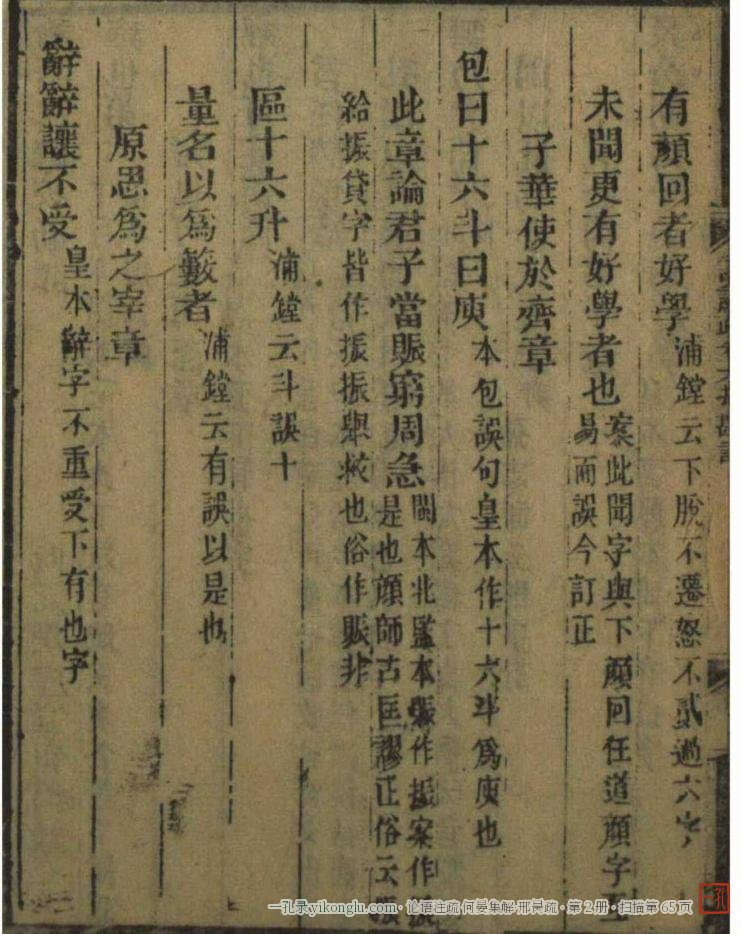 有顏回者好學浦鏜云下脫不遷怒不貳過六字
未聞更有好學者也案此聞字與下顏回任道顏字互易而誤今訂正
子華使於齊章
包曰十六斗曰庾本包誤句皇本作十六斗為庾也
此章論君子當賑窮周急閩本北監本賑作振案作振是也顏師古匡謬正俗云賑
給振貸字皆作振振舉救也俗作賑非
區十六升浦鏜云斗誤十
量名以為籔者浦鏜云有誤以是也
原思為之宰章
辭辭讓不受皇本辭字不重受下有也字
一孔录yikonglu.com·论语注疏.何晏集解.邢昺疏·第2册·扫描第65页
孔